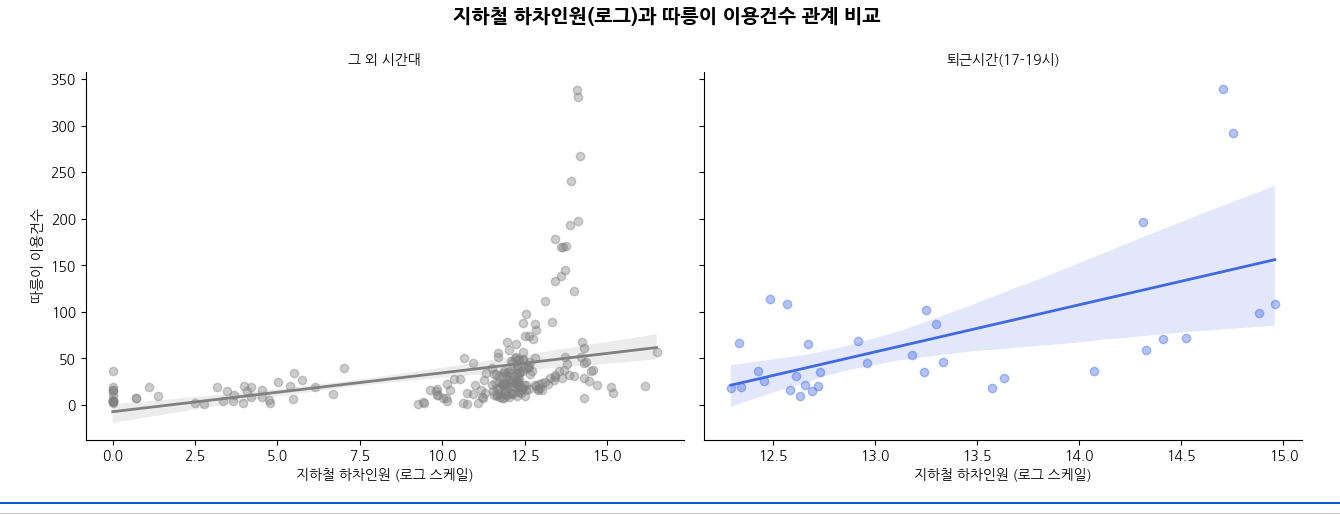 지하철 하차인원(로그)과 따릉이 이용건수 관계 비교
그 외 시간대
퇴근시간(17-19시)
따릉이 이용건수
350
300
250
200
150
100
50
0
0.0 2.5 5.0 7.5 10.0 12.5 15.0
12.5 13.0 13.5 14.0 14.5 15.0
지하철 하차인원 (로그 스케일)
지하철 하차인원 (로그 스케일)